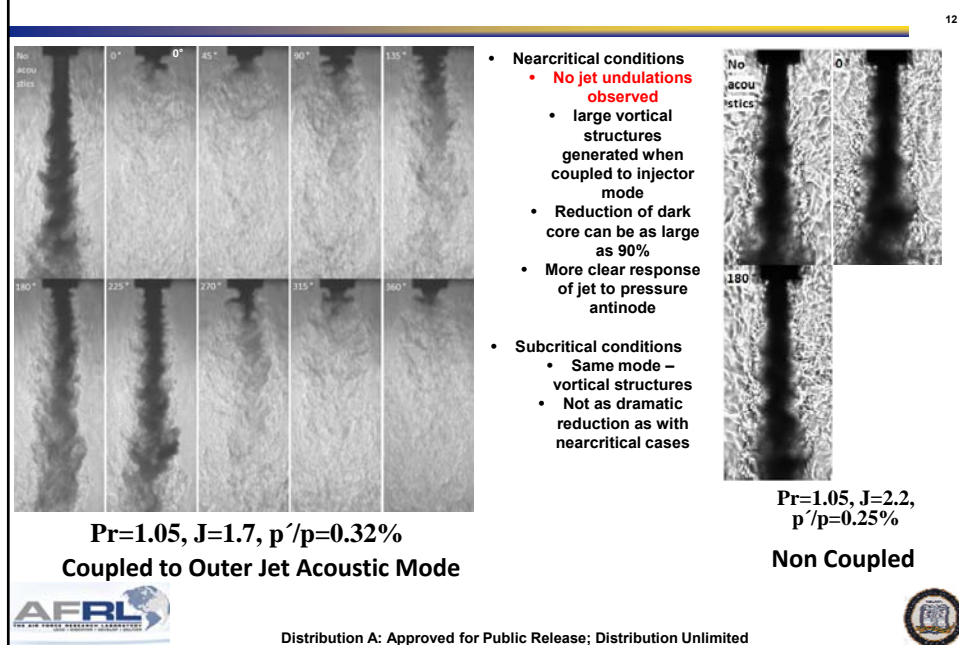 12
No
acou
stics
0°
0°
45°
90°
135°
180°
225°
270°
315°
360°
• Nearcritical conditions
• No jet undulations
observed
• large vortical
structures
generated when
coupled to injector
mode
• Reduction of dark
core can be as large
as 90%
• More clear response
of jet to pressure
antinode
• Subcritical conditions
• Same mode –
vortical structures
• Not as dramatic
reduction as with
nearcritical cases
No
acou
stics
0°
180
Pr=1.05, J=1.7, p´/p=0.32%
Coupled to Outer Jet Acoustic Mode
Pr=1.05, J=2.2,
p´/p=0.25%
Non Coupled
AFRL
THE AIR FORCE RESEARCH LABORATORY
Distribution A: Approved for Public Release; Distribution Unlimited